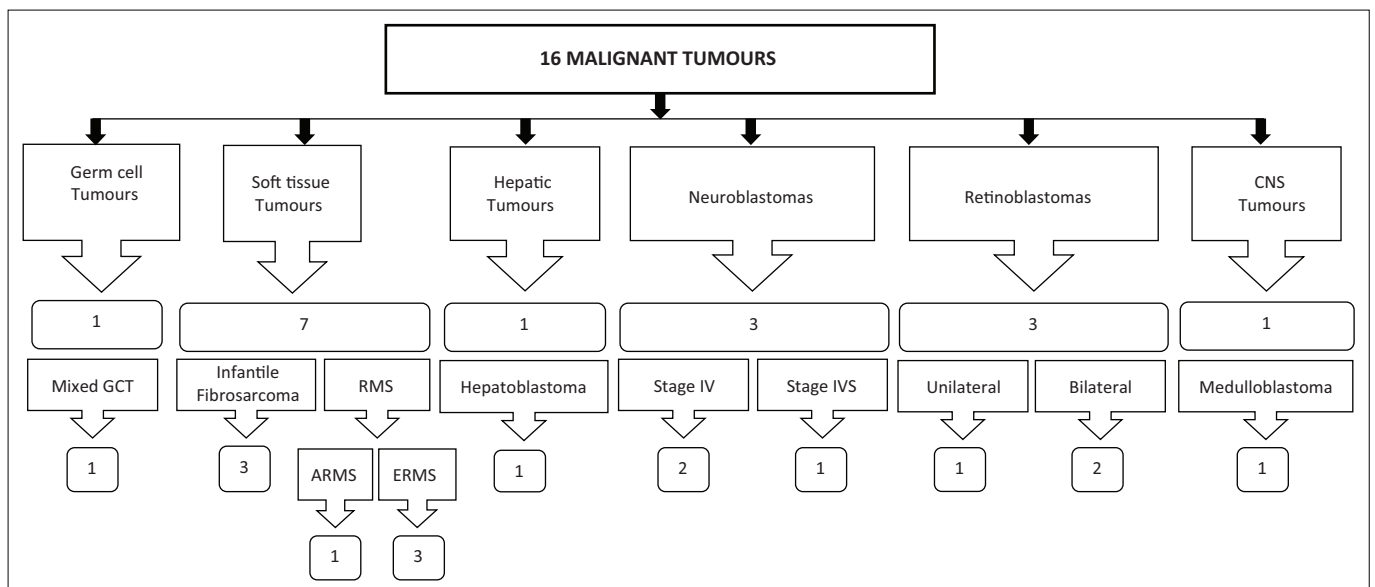 16 MALIGNANT TUMOURS
Germ cell
Tumours
Soft tissue
Tumours
Hepatic
Tumours
Neuroblastomas
Retinoblastomas
CNS
Tumours
1
7
1
3
3
1
Mixed GCT
Infantile
Fibrosarcoma
RMS
Hepatoblastoma
Stage IV
Stage IVS
Unilateral
Bilateral
Medulloblastoma
1
3
ARMS
ERMS
1
2
1
1
2
1
1
3